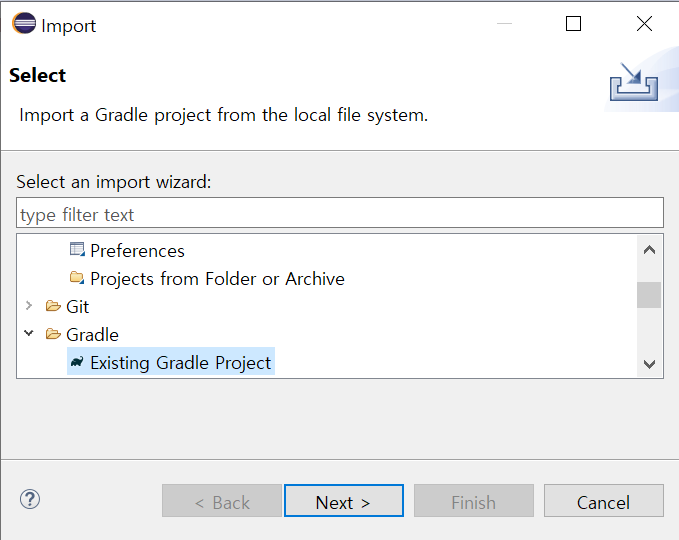 Import
Select
Import a Gradle project from the local file system.
Select an import wizard:
type filter text
Preferences
Projects from Folder or Archive
Git
Gradle
Existing Gradle Project
?
< Back
Next >
Finish
Cancel